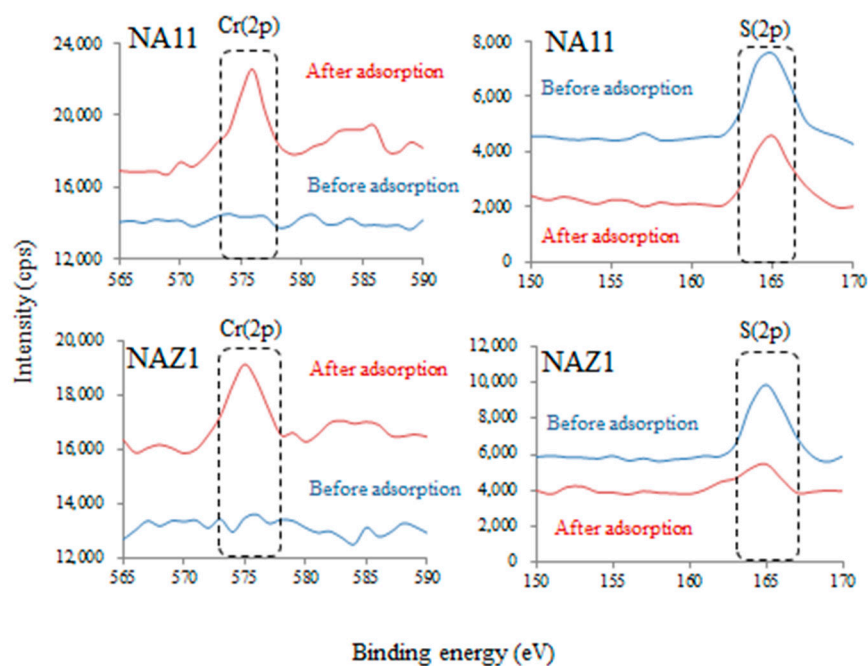 NA11
Cr(2p)
24,000
20,000
16,000
12,000
After adsorption
Before adsorption
565 570 575 580 585 590
NA11
S(2p)
8,000
6,000
4,000
2,000
0
Before adsorption
After adsorption
150 155 160 165 170
Intensity (cps)
NAZ1
Cr(2p)
20,000
18,000
16,000
14,000
12,000
After adsorption
Before adsorption
565 570 575 580 585 590
NAZ1
S(2p)
12,000
10,000
8,000
6,000
4,000
2,000
0
Before adsorption
After adsorption
150 155 160 165 170
Binding energy (eV)